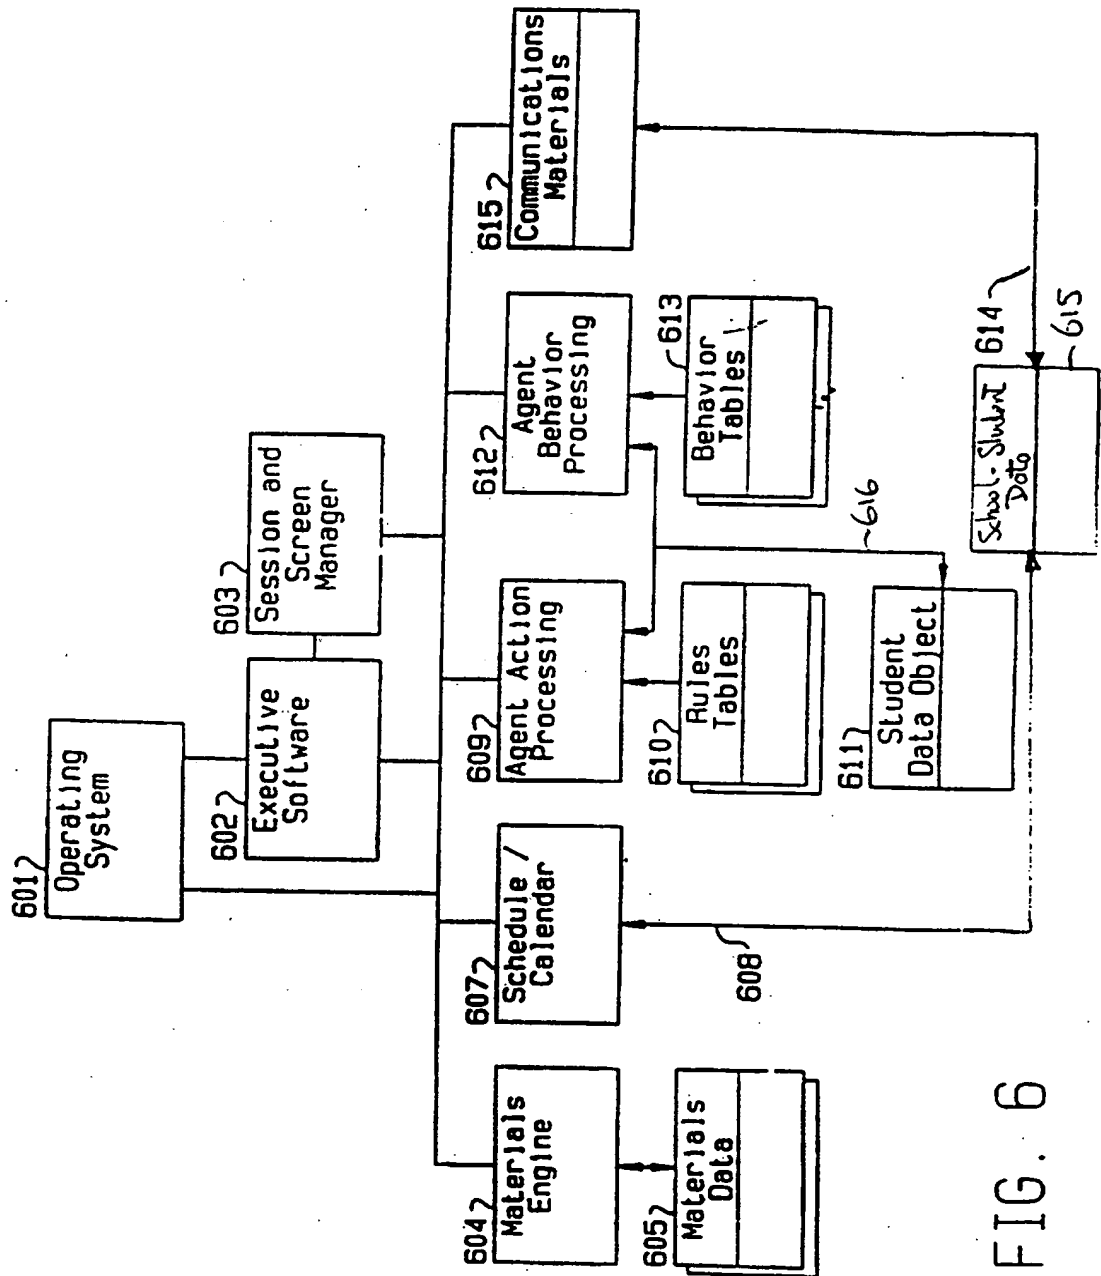 601
Operating
System
602
Executive
Software
603
Session and
Screen
Manager
604
Materials
Engine
607
Schedule /
Calendar
609
Agent Action
Processing
612
Agent
Behavior
Processing
615
Communications
Materials
605
Materials
Data
608
610
Rules
Tables
613
Behavior
Tables
611
Student
Data Object
616
614
School-Student
Data
615
FIG. 6